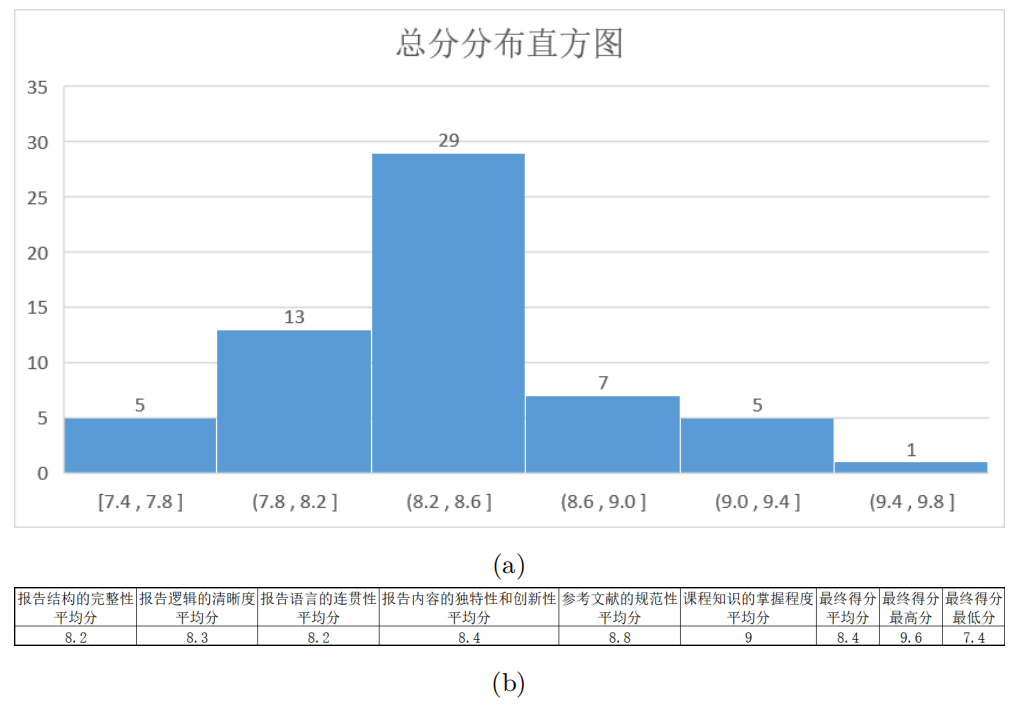 总分分布直方图
35
30
29
25
20
15
13
10
7
5
5
5
1
0
[7.4 , 7.8 ] (7.8 , 8.2 ] (8.2 , 8.6 ] (8.6 , 9.0 ] (9.0 , 9.4 ] (9.4 , 9.8 ]
(a)
报告结构的完整性 报告逻辑的清晰度 报告语言的连贯性 报告内容的独特性和创新性 参考文献的规范性 课程知识的掌握程度 最终得分 最终得分 最终得分
平均分 平均分 平均分 平均分 平均分 平均分 平均分 最高分 最低分
8.2 8.3 8.2 8.4 8.8 9 8.4 9.6 7.4
(b)